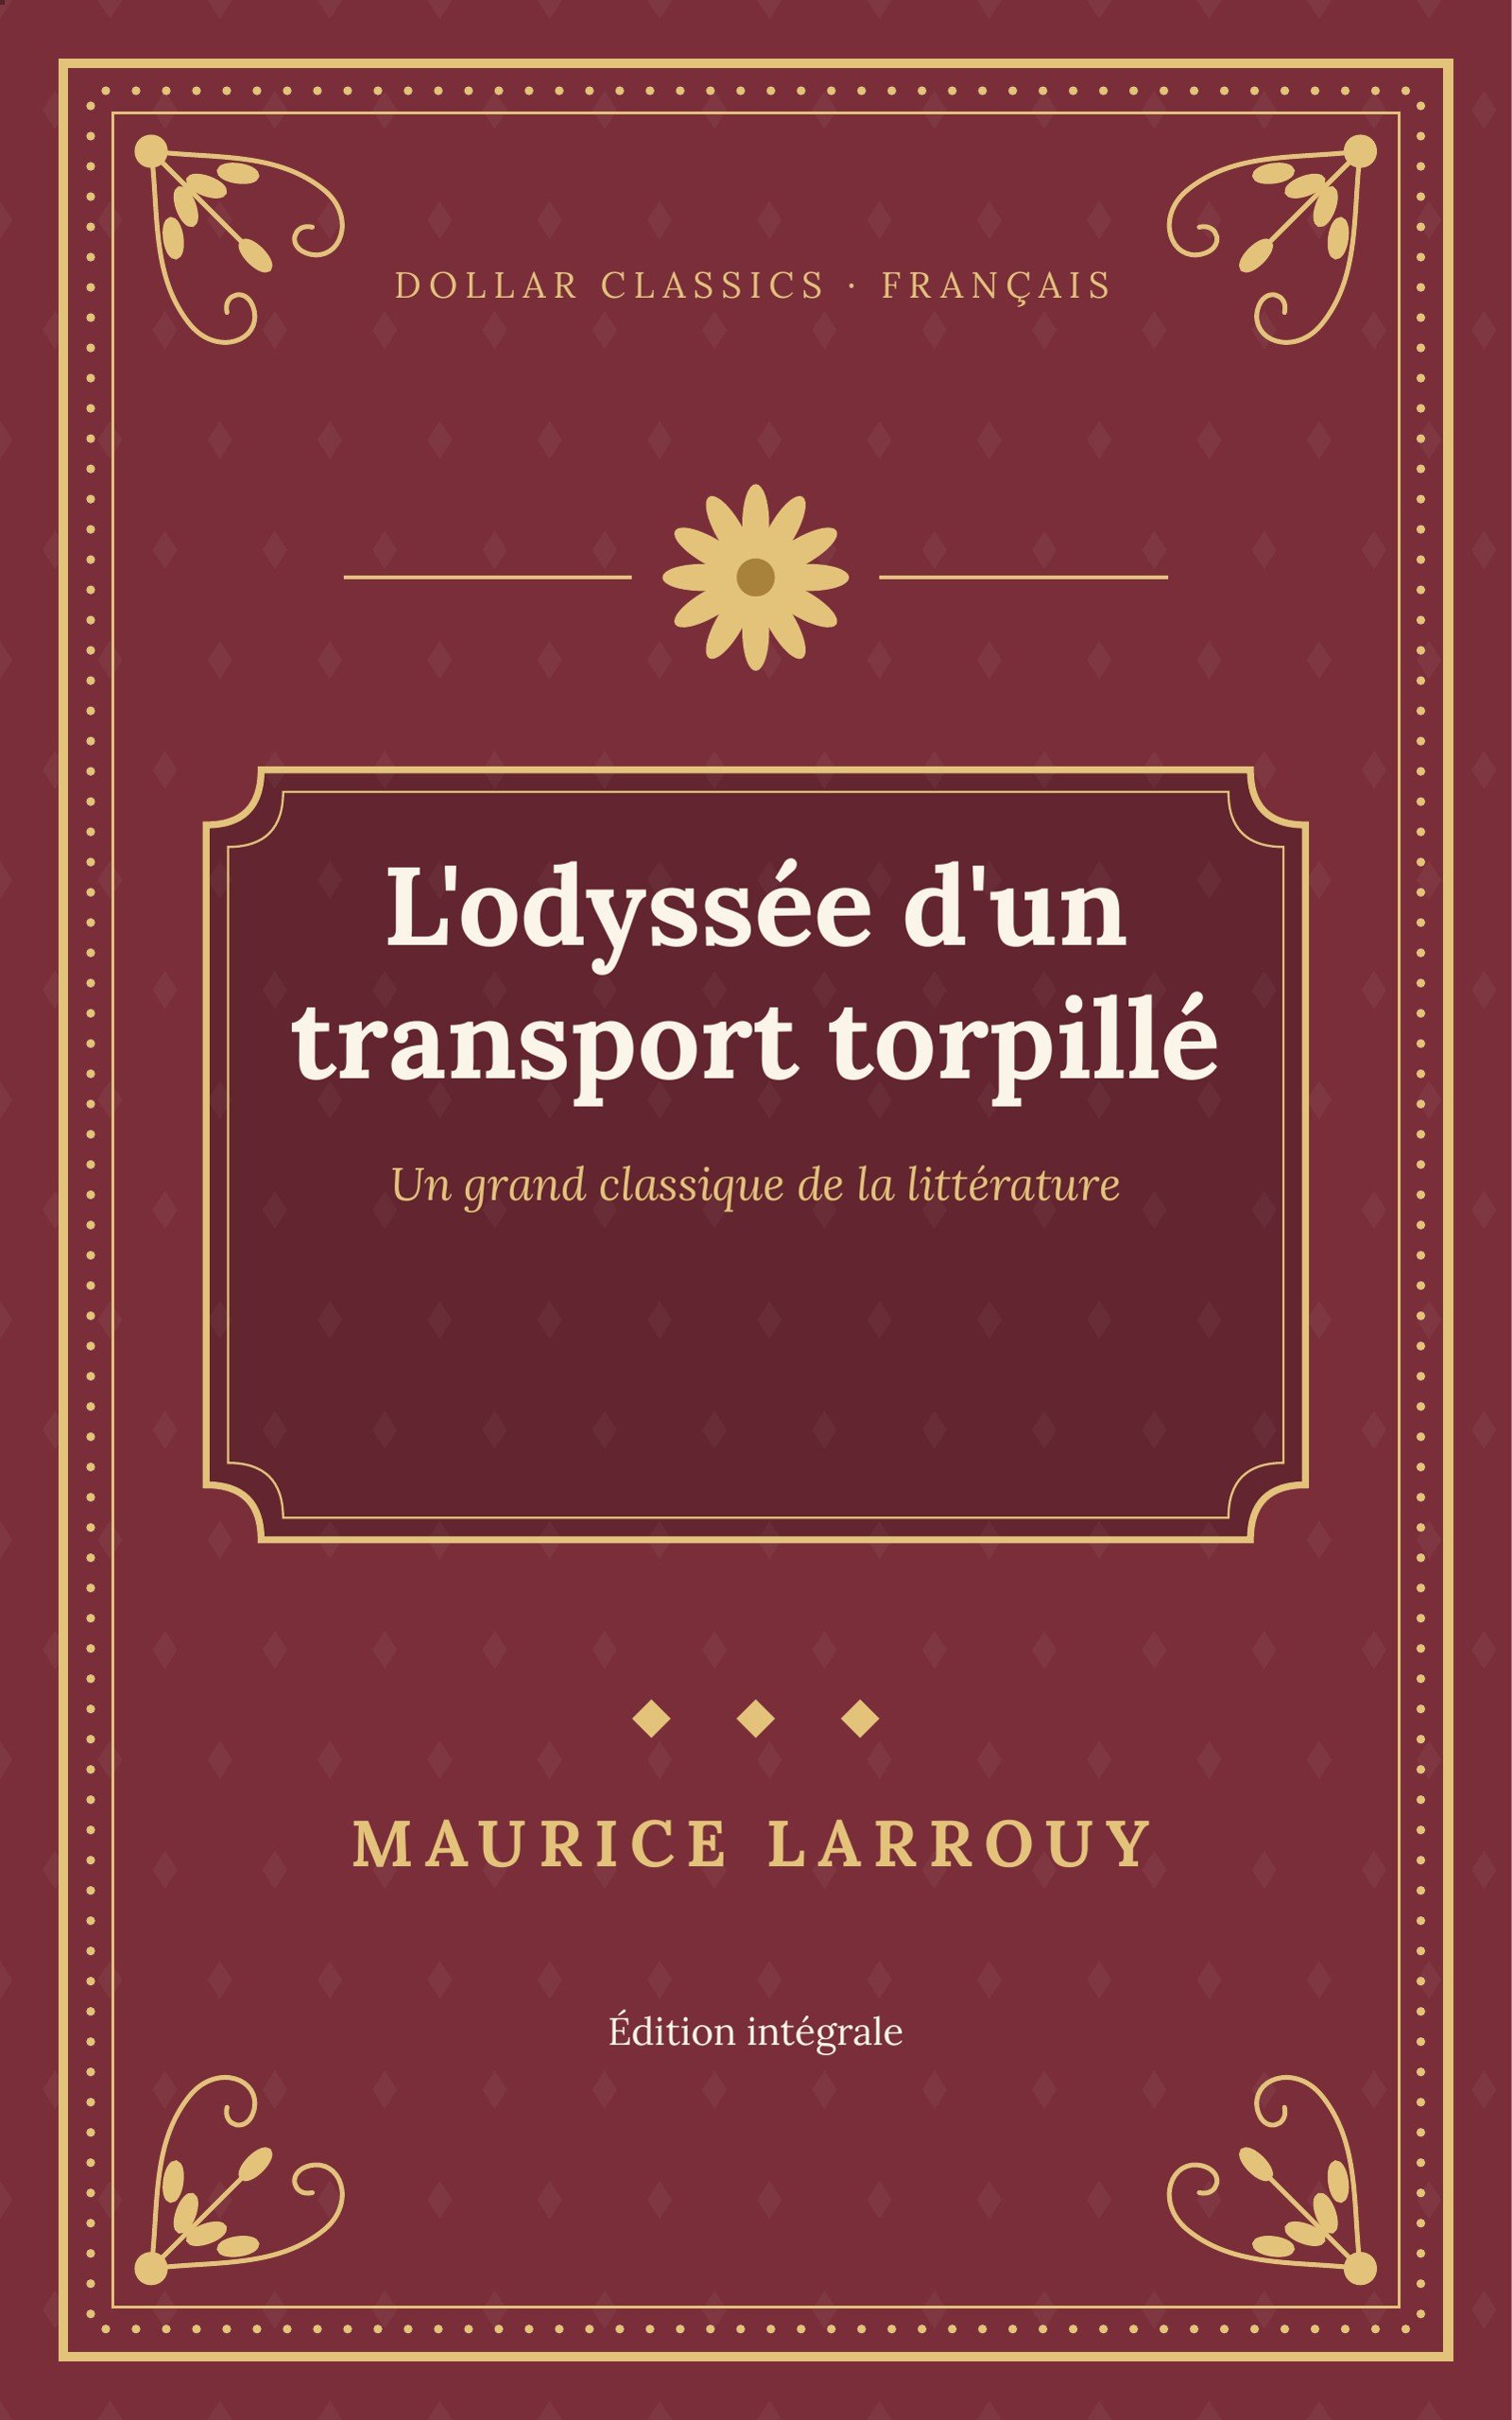 DOLLAR CLASSICS · FRANÇAIS
L'odyssée d'un
transport torpillé
Un grand classique de la littérature
MAURICE LARROUY
Édition intégrale